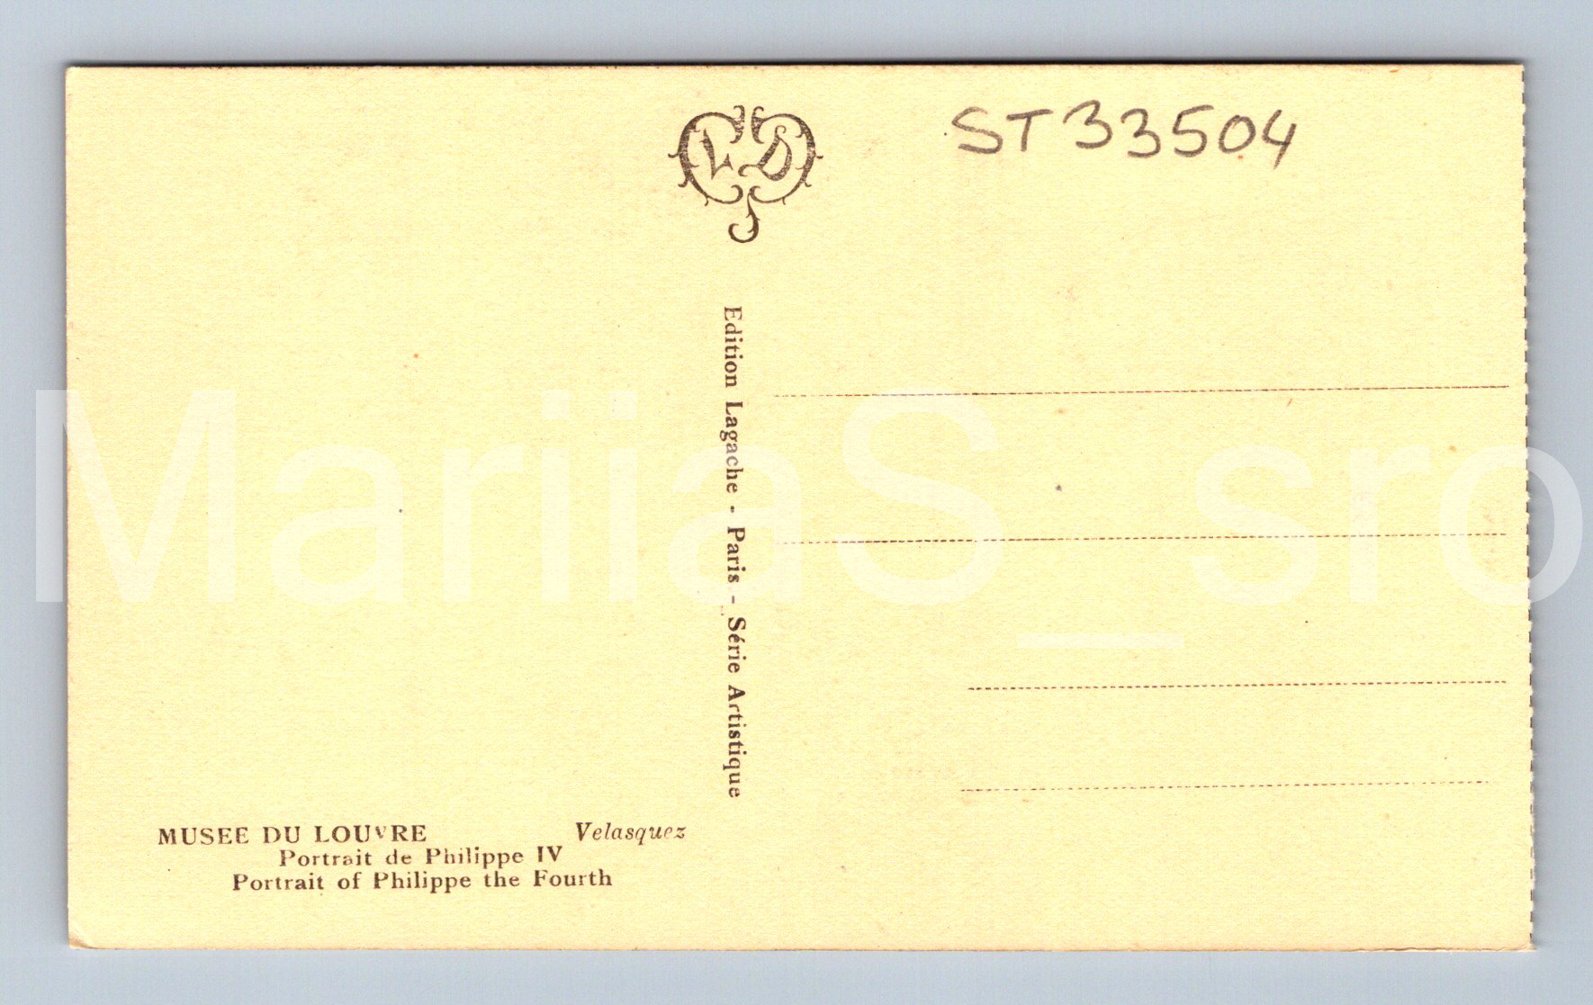 LD
ST33504
Edition Lagache - Paris - Série Artistique
MariiaS_sro
MUSEE DU LOUVRE Velasquez
Portrait de Philippe IV
Portrait of Philippe the Fourth